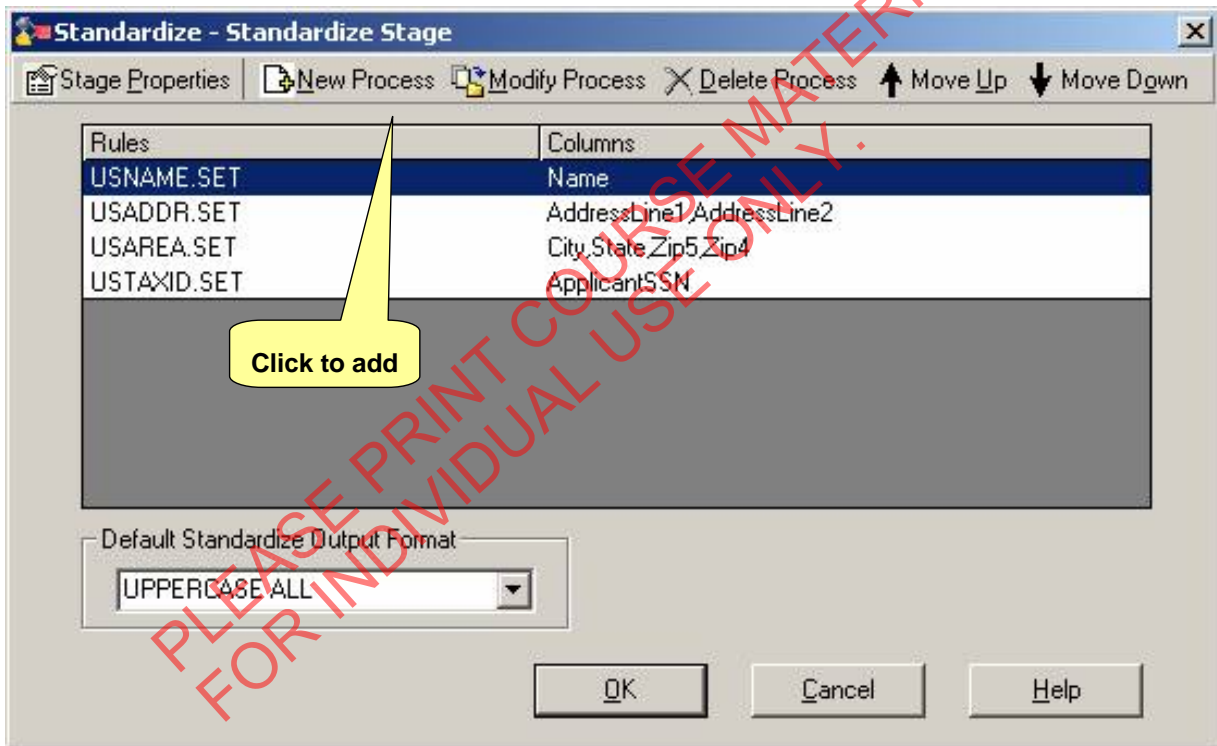 Standardize - Standardize Stage
Stage Properties New Process Modify Process Delete Process Move Up Move Down
Rules Columns
USNAME.SET Name
USADDR.SET AddressLine1,AddressLine2
USAREA.SET City,State,Zip5,Zip4
USTAXID.SET ApplicantSSN
Click to add
Default Standardize Output Format
UPPERCASE ALL
OK Cancel Help
PLEASE PRINT COURSE
FOR INDIVIDUAL USE ONLY.